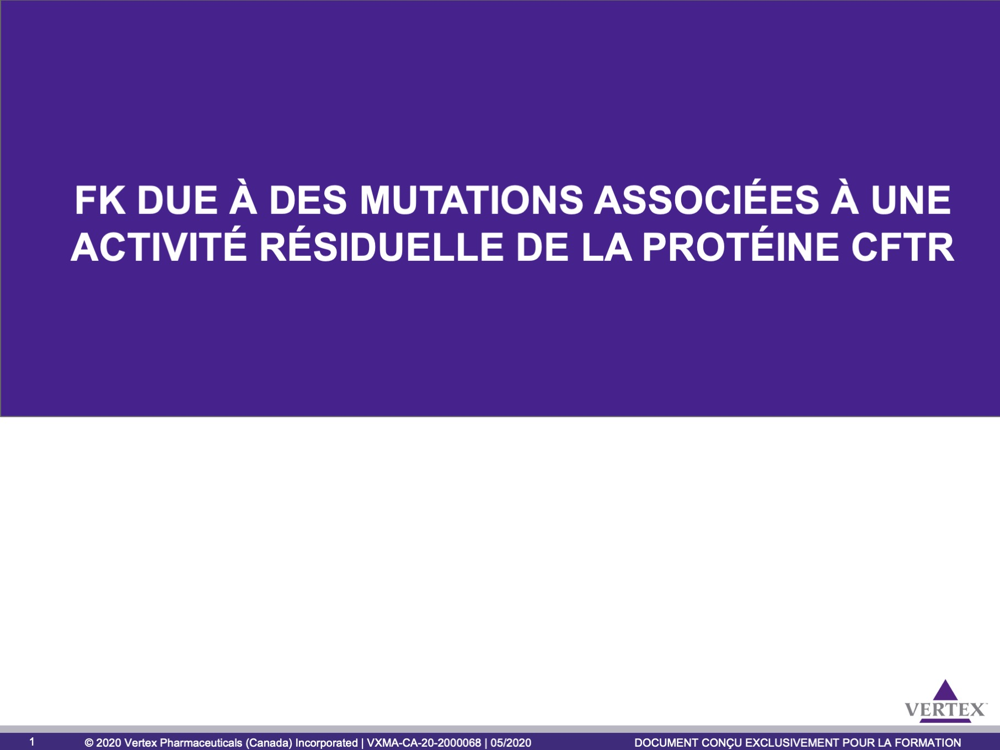 FK DUE À DES MUTATIONS ASSOCIÉES À UNE
ACTIVITÉ RÉSIDUELLE DE LA PROTÉINE CFTR
VERTEX™
1 © 2020 Vertex Pharmaceuticals (Canada) Incorporated | VXMA-CA-20-2000068 | 05/2020 DOCUMENT CONÇU EXCLUSIVEMENT POUR LA FORMATION